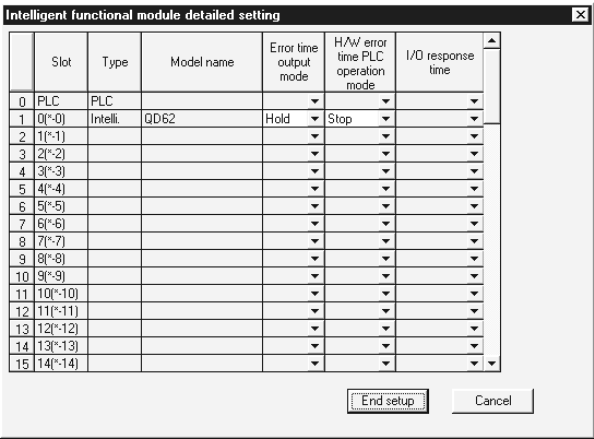 Intelligent functional module detailed setting
Slot Type Model name Error time output mode H/W error time PLC operation mode I/O response time
0 PLC PLC
1 0(*-0) Intelli. QD62 Hold Stop
2 1(*-1)
3 2(*-2)
4 3(*-3)
5 4(*-4)
6 5(*-5)
7 6(*-6)
8 7(*-7)
9 8(*-8)
10 9(*-9)
11 10(*-10)
12 11(*-11)
13 12(*-12)
14 13(*-13)
15 14(*-14)
End setup Cancel